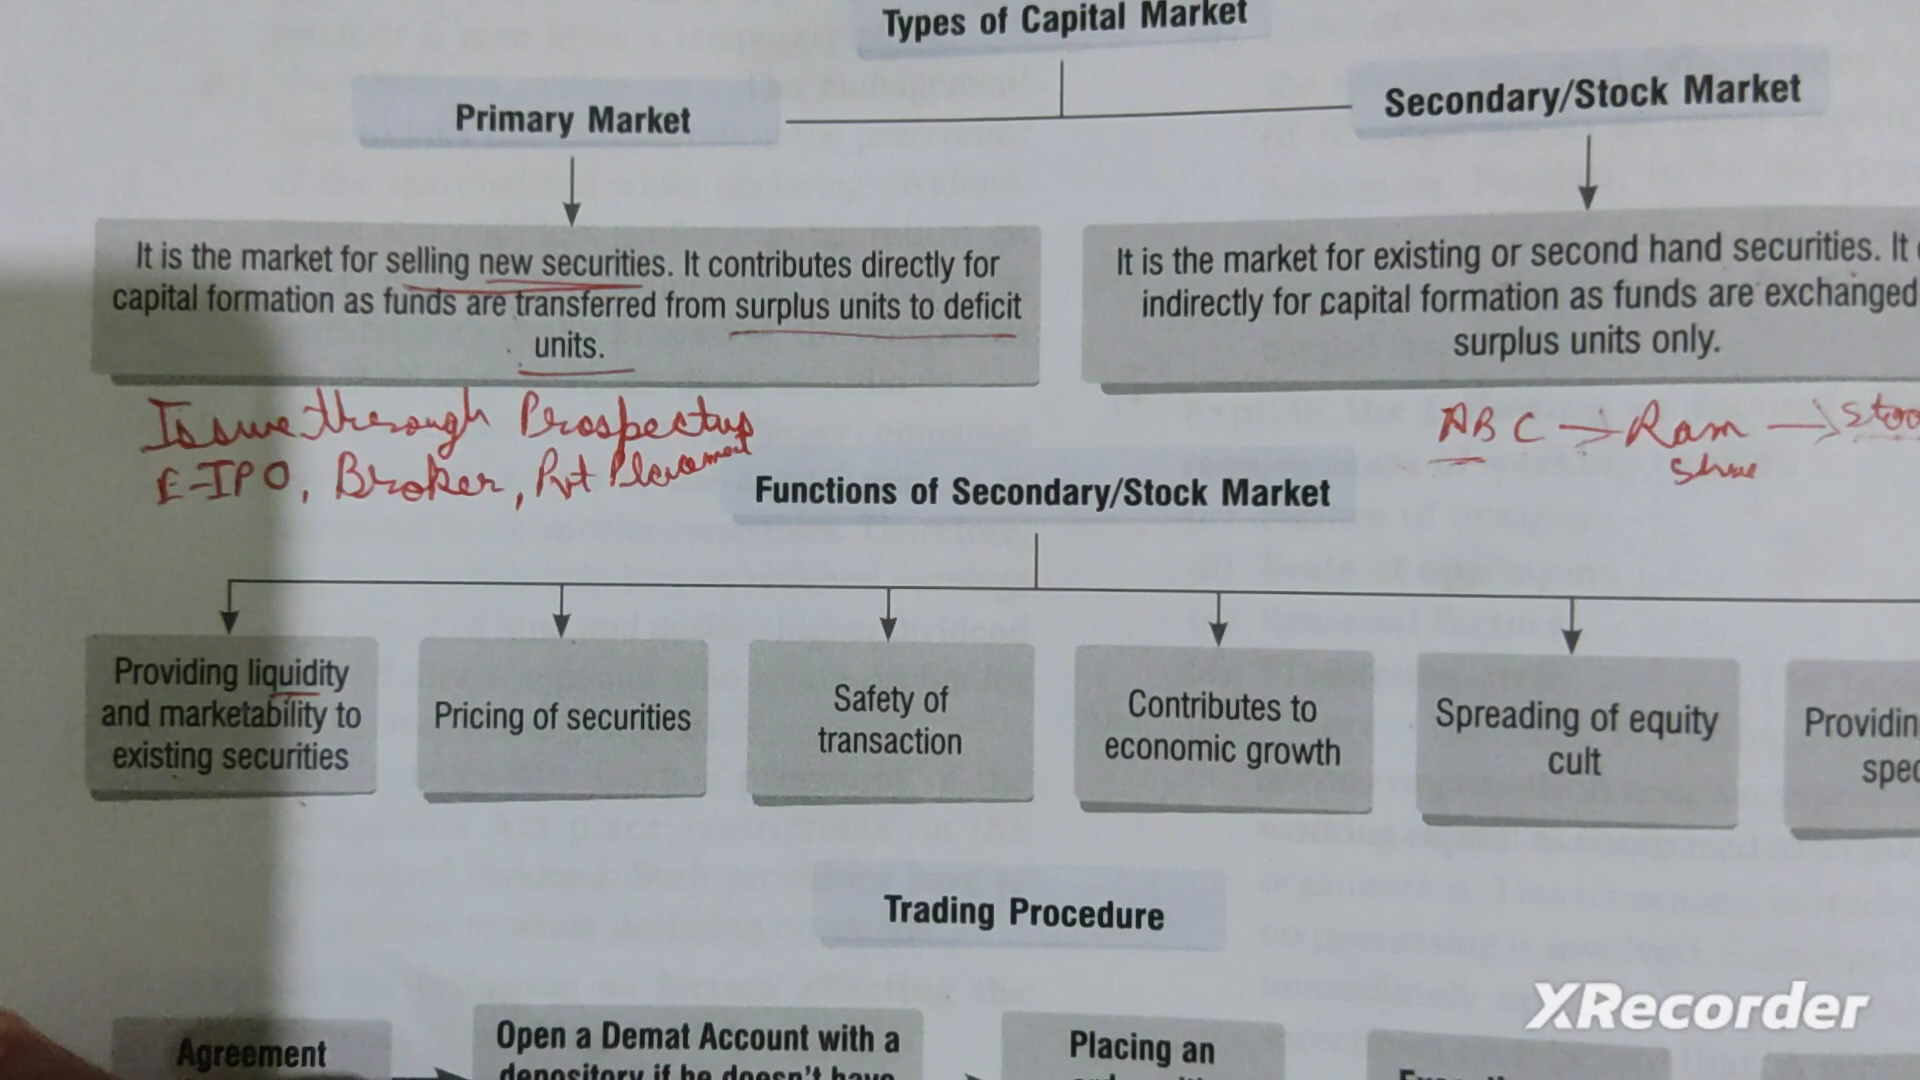 Types of Capital Market
Primary Market
Secondary/Stock Market
It is the market for selling new securities. It contributes directly for
capital formation as funds are transferred from surplus units to deficit
units.
It is the market for existing or second hand securities. It
indirectly for capital formation as funds are exchanged
surplus units only.
Issue through Prospectus
E-IPO, Broker, Pvt Placement
ABC → Ram →
Share
Functions of Secondary/Stock Market
Providing liquidity
and marketability to
existing securities
Pricing of securities
Safety of
transaction
Contributes to
economic growth
Spreading of equity
cult
Trading Procedure
Agreement
Open a Demat Account with a
depository if he doesn't have
Placing an
XRecorder